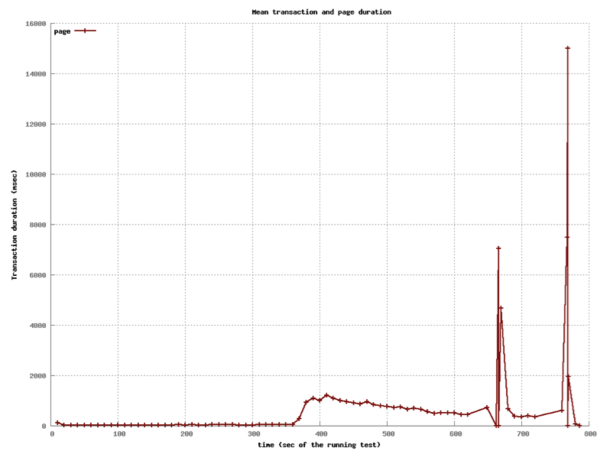 Mean transaction and page duration
page
16000
14000
12000
10000
8000
6000
4000
2000
0
Transaction duration (msec)
0 100 200 300 400 500 600 700 800
time (sec of the running test)